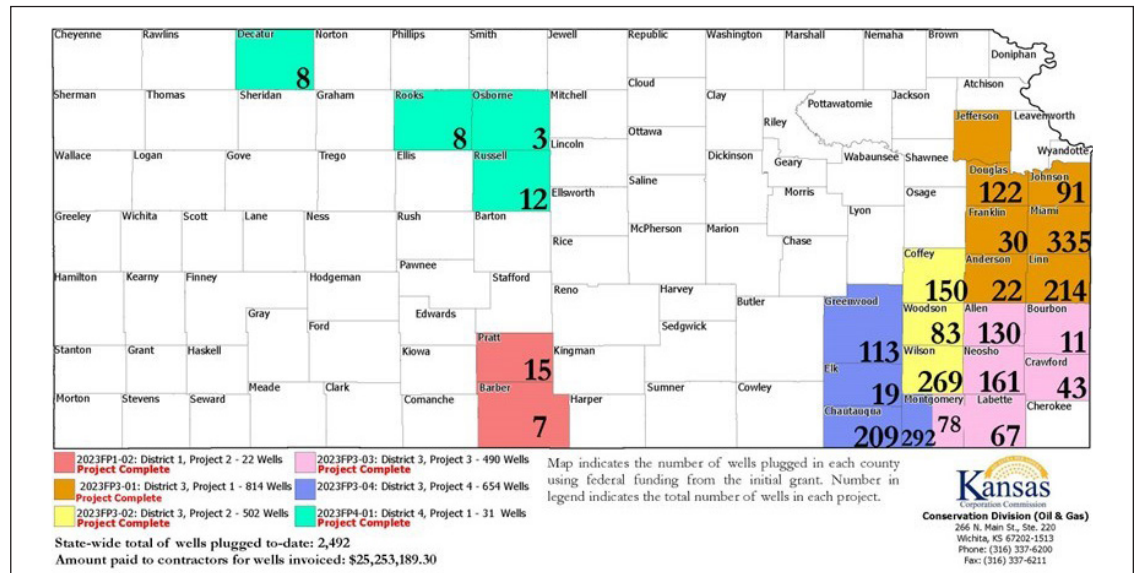 Cheyenne Rawlins Decatur Norton Phillips Smith Jewell Republic Washington Marshall Nemaha Brown
Doniphan
8
Cloud
Atchison
Sherman Thomas Sheridan Graham Rooks Osborne Mitchell Clay Pottawatomie Jackson
Jefferson Leavenworth
Riley
8 3
Ottawa
Lincoln
Wyandotte
Wallace Logan Gove Trego Ellis Russell Dickinson Geary Wabaunsee Shawnee
Douglas Johnson
Saline
12
122 91
Ellsworth
Morris Osage
Greeley Wichita Scott Lane Ness Rush Barton Lyon Franklin Miami
McPherson Marion
Rice Chase
30 335
Coffey Anderson Linn
Pawnee
Hamilton Kearny Finney Hodgeman Stafford
Reno Harvey
150 22 214
Edwards Butler Greenwood
Woodson Allen Bourbon
Gray
Ford Sedgwick
83 130 11
Pratt
Stanton Grant Haskell Kiowa Kingman
113
Wilson Neosho Crawford
15
Elk
269 161 43
Meade Clark Barber
19
Morton Stevens Seward Comanche Harper Sumner Cowley
Montgomery Labette Cherokee
Chautauqua
7
209 292 78 67
2023FP1-02: District 1, Project 2 - 22 Wells
Project Complete
2023FP3-01: District 3, Project 1 - 814 Wells
Project Complete
2023FP3-02: District 3, Project 2 - 502 Wells
Project Complete
2023FP3-03: District 3, Project 3 - 490 Wells
Project Complete
2023FP3-04: District 3, Project 4 - 654 Wells
2023FP4-01: District 4, Project 1 - 31 Wells
Project Complete
Map indicates the number of wells plugged in each county
using federal funding from the initial grant. Number in
legend indicates the total number of wells in each project.
State-wide total of wells plugged to-date: 2,492
Amount paid to contractors for wells invoiced: $25,253,189.30
Kansas
Corporation Commission
Conservation Division (Oil & Gas)
266 N. Main St., Ste. 220
Wichita, KS 67202-1513
Phone: (316) 337-6200
Fax: (316) 337-6211